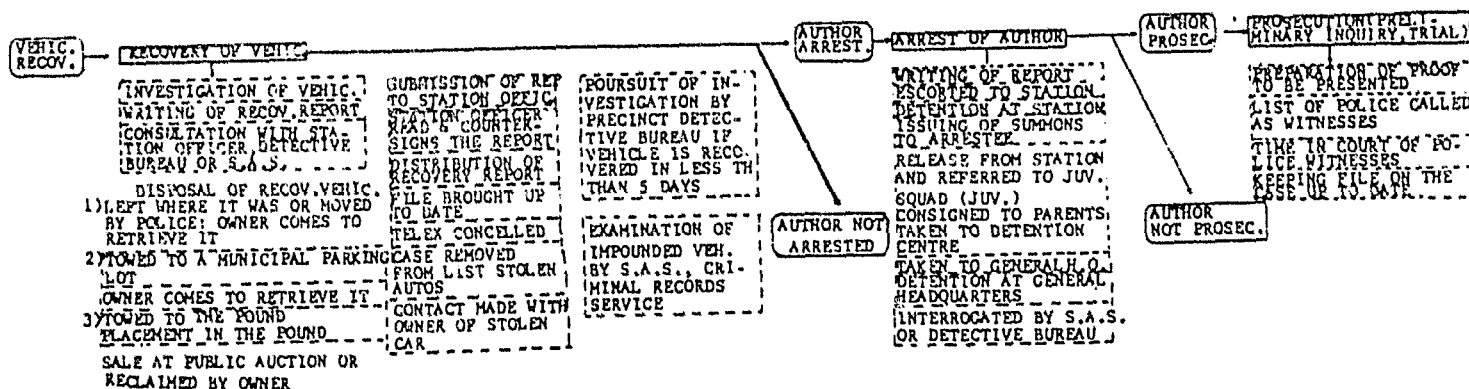 VEHIC.
RECOV.
RECOVERY OF VEHIC.
INVESTIGATION OF VEHIC.
WRITING OF RECOV. REPORT
CONSULTATION WITH STA-
TION OFFICER, DETECTIVE
BUREAU OR S.A.S.
DISPOSAL OF RECOV. VEHIC.
1) LEFT WHERE IT WAS OR MOVED
BY POLICE: OWNER COMES TO
RETRIEVE IT
2) TOWED TO A MUNICIPAL PARKING
LOT
OWNER COMES TO RETRIEVE IT
3) TOWED TO THE POUND
PLACEMENT IN THE POUND
SALE AT PUBLIC AUCTION OR
RECLAIMED BY OWNER
SUBMISSION OF REP
TO STATION OFFIC.
STATION OFFICER
READ & COUNTER-
SIGNS THE REPORT
DISTRIBUTION OF
RECOVERY REPORT
FILE BROUGHT UP
TO DATE
TELEX CONCELLED
CASE REMOVED
FROM LIST STOLEN
AUTOS
CONTACT MADE WITH
OWNER OF STOLEN
CAR
POURSUIT OF IN-
VESTIGATION BY
PRECINCT DETEC-
TIVE BUREAU IF
VEHICLE IS RECO-
VERED IN LESS TH
THAN 5 DAYS
EXAMINATION OF
IMPOUNDED VEH.
BY S.A.S., CRI-
MINAL RECORDS
SERVICE
AUTHOR
ARREST.
AUTHOR NOT
ARRESTED
ARREST OF AUTHOR
WRITING OF REPORT
ESCORTED TO STATION
DETENTION AT STATION
ISSUING OF SUMMONS
TO ARRESTEE
RELEASE FROM STATION
AND REFERRED TO JUV.
SQUAD (JUV.)
CONSIGNED TO PARENTS
TAKEN TO DETENTION
CENTRE
TAKEN TO GENERAL H.Q.
DETENTION AT GENERAL
HEADQUARTERS
INTERROGATED BY S.A.S.
OR DETECTIVE BUREAU
AUTHOR
PROSEC.
AUTHOR
NOT PROSEC.
PROSECUTION(PRELI-
MINARY INQUIRY, TRIAL)
PREPARATION OF PROOF
TO BE PRESENTED
LIST OF POLICE CALLED
AS WITNESSES
TIME IN COURT OF PO-
LICE WITNESSES
KEEPING FILE ON THE
CASE UP TO DATE